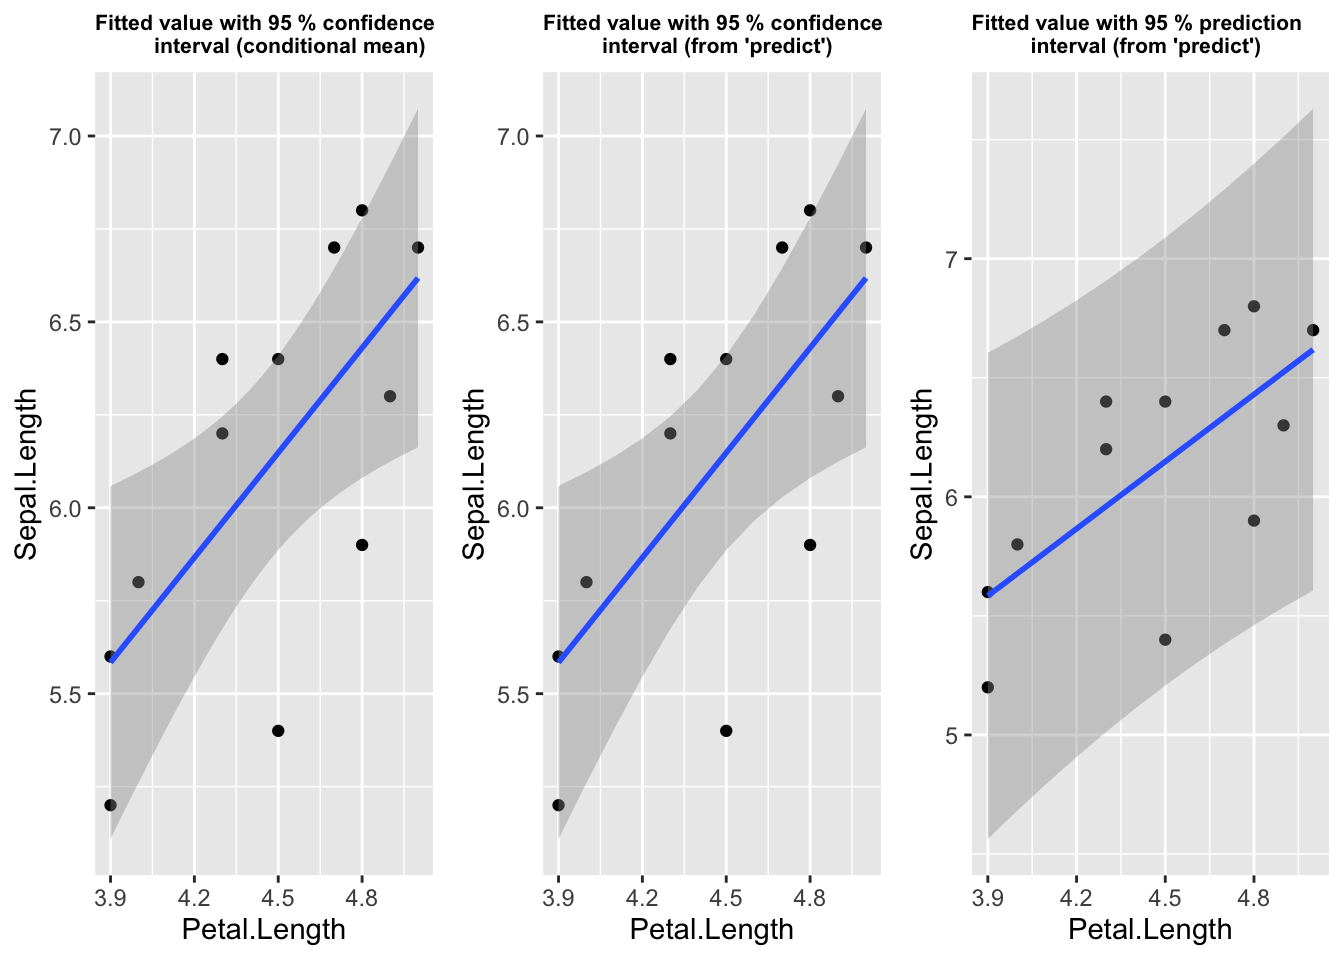 Fitted value with 95 % confidence
interval (conditional mean)
Sepal.Length
7.0
6.5
6.0
5.5
3.9 4.2 4.5 4.8
Petal.Length
Fitted value with 95 % confidence
interval (from 'predict')
Sepal.Length
7.0
6.5
6.0
5.5
3.9 4.2 4.5 4.8
Petal.Length
Fitted value with 95 % prediction
interval (from 'predict')
Sepal.Length
7
6
5
3.9 4.2 4.5 4.8
Petal.Length